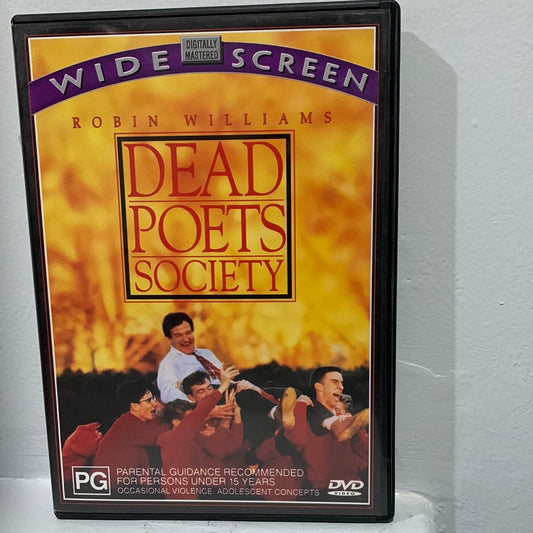 WIDE DIGITALLY MASTERED SCREEN
ROBIN WILLIAMS
DEAD
POETS
SOCIETY
PG PARENTAL GUIDANCE RECOMMENDED
FOR PERSONS UNDER 15 YEARS
OCCASIONAL VIOLENCE, ADOLESCENT CONCEPTS
DVD
VIDEO